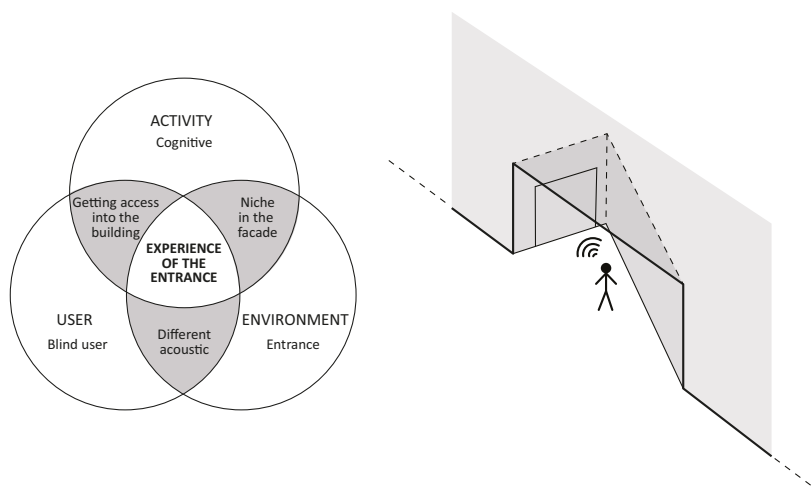 ACTIVITY
Cognitive
Getting access
into the
building
Niche
in the
facade
EXPERIENCE
OF THE
ENTRANCE
USER
Blind user
Different
acoustic
ENVIRONMENT
Entrance